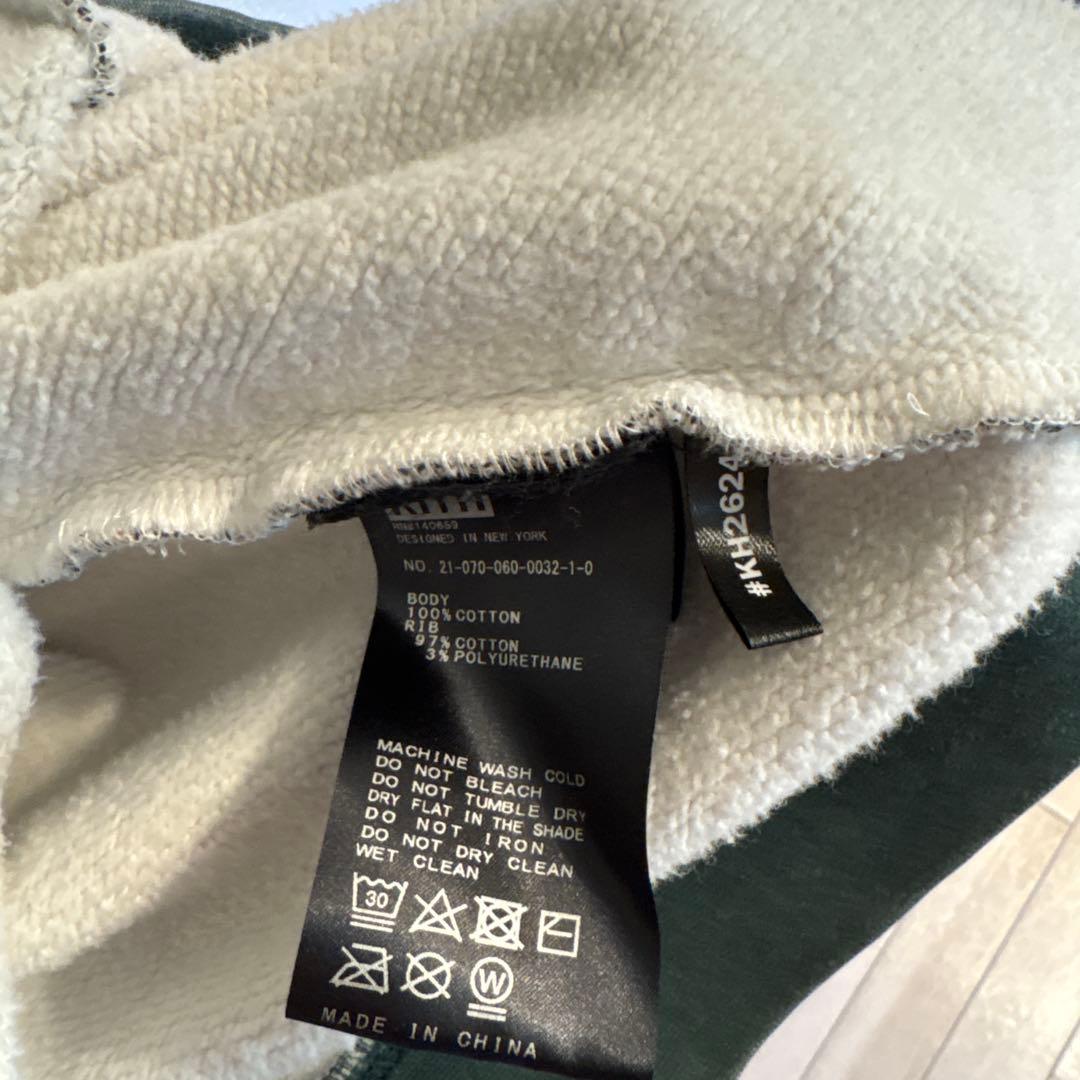 KITH
RN#140659
DESIGNED IN NEW YORK
NO. 21-070-060-0032-1-0
BODY
100% COTTON
RIB
97% COTTON
3% POLYURETHANE
MACHINE WASH COLD
DO NOT BLEACH
DO NOT TUMBLE DRY
DRY FLAT IN THE SHADE
DO NOT IRON
DO NOT DRY CLEAN
WET CLEAN
30
W
MADE IN CHINA
#KH2624